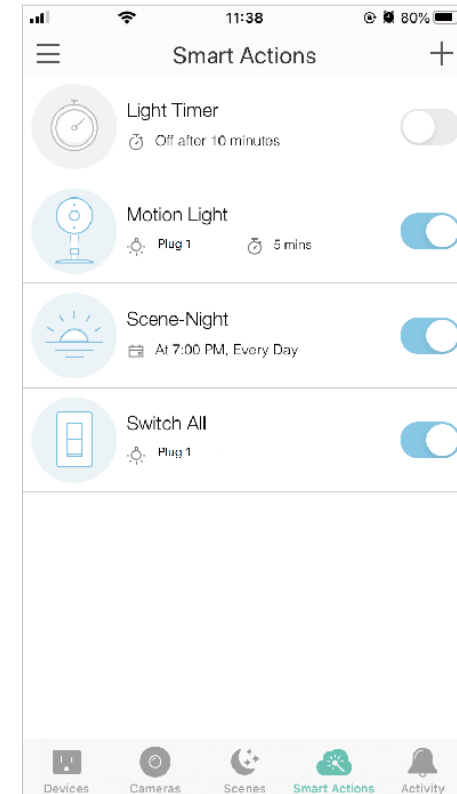 11:38
80%
Smart Actions
Light Timer
Off after 10 minutes
Motion Light
Plug 1 5 mins
Scene-Night
At 7:00 PM, Every Day
Switch All
Plug 1
Devices Cameras Scenes Smart Actions Activity